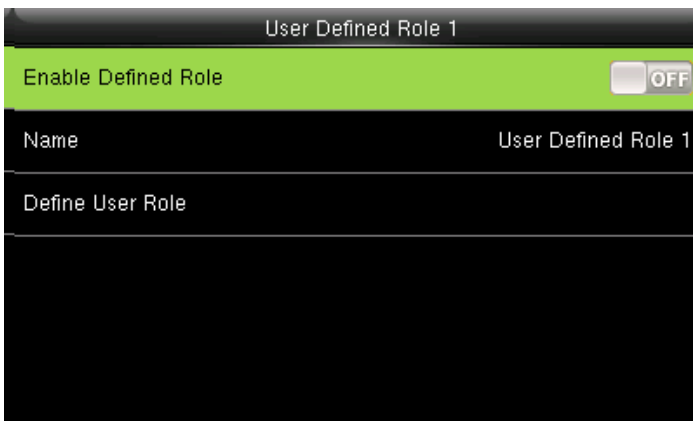 User Defined Role 1
Enable Defined Role OFF
Name User Defined Role 1
Define User Role